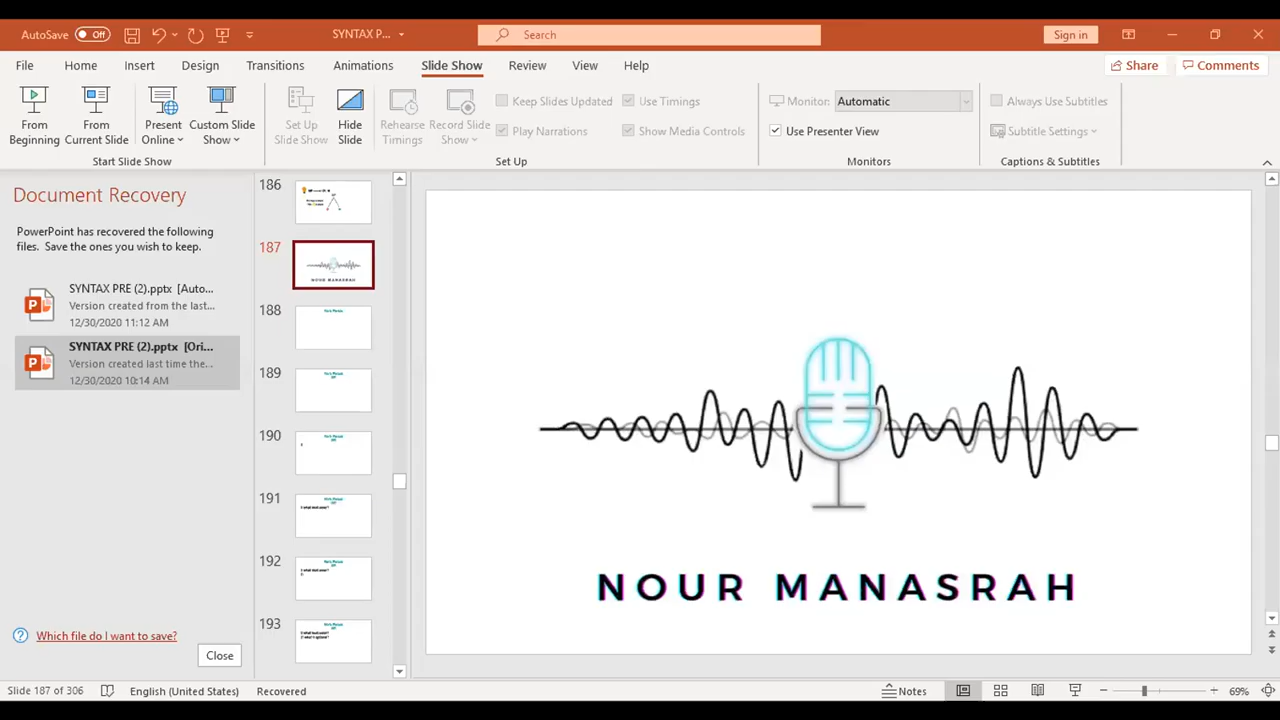 AutoSave Off SYNTAX P... Search Sign in
File Home Insert Design Transitions Animations Slide Show Review View Help Share Comments
From Beginning
From Current Slide
Present Online
Custom Slide Show
Set Up Slide Show
Hide Slide
Rehearse Timings
Record Slide Show
Keep Slides Updated
Play Narrations
Use Timings
Show Media Controls
Monitor: Automatic
Use Presenter View
Always Use Subtitles
Subtitle Settings
Start Slide Show Set Up Monitors Captions & Subtitles
Document Recovery
PowerPoint has recovered the following
files. Save the ones you wish to keep.
SYNTAX PRE (2).pptx [Auto...
Version created from the last...
12/30/2020 11:12 AM
SYNTAX PRE (2).pptx [Ori...
Version created last time the...
12/30/2020 10:14 AM
Which file do I want to save?
Close
186
187
NOUR MANASRAH
188
189
190
191
192
193
NOUR MANASRAH
Slide 187 of 306 English (United States) Recovered Notes 69%